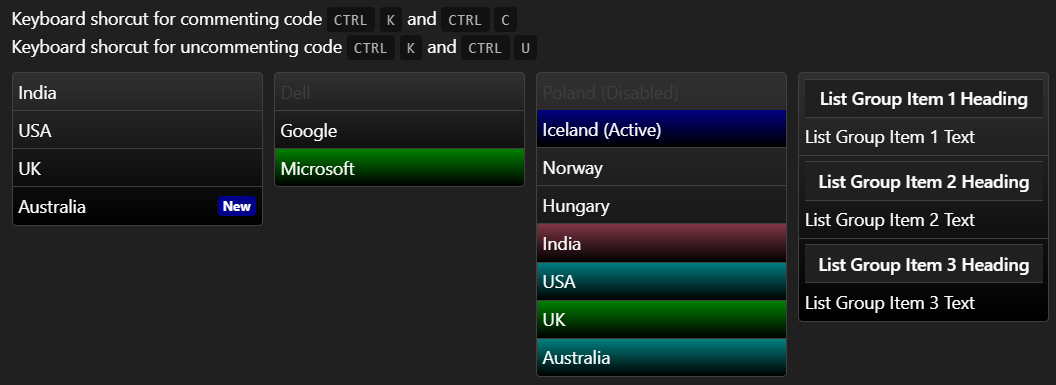 Keyboard shorcut for commenting code CTRL K and CTRL C
Keyboard shorcut for uncommenting code CTRL K and CTRL U
India
USA
UK
Australia New
Dell
Google
Microsoft
Poland (Disabled)
Iceland (Active)
Norway
Hungary
India
USA
UK
Australia
List Group Item 1 Heading
List Group Item 1 Text
List Group Item 2 Heading
List Group Item 2 Text
List Group Item 3 Heading
List Group Item 3 Text